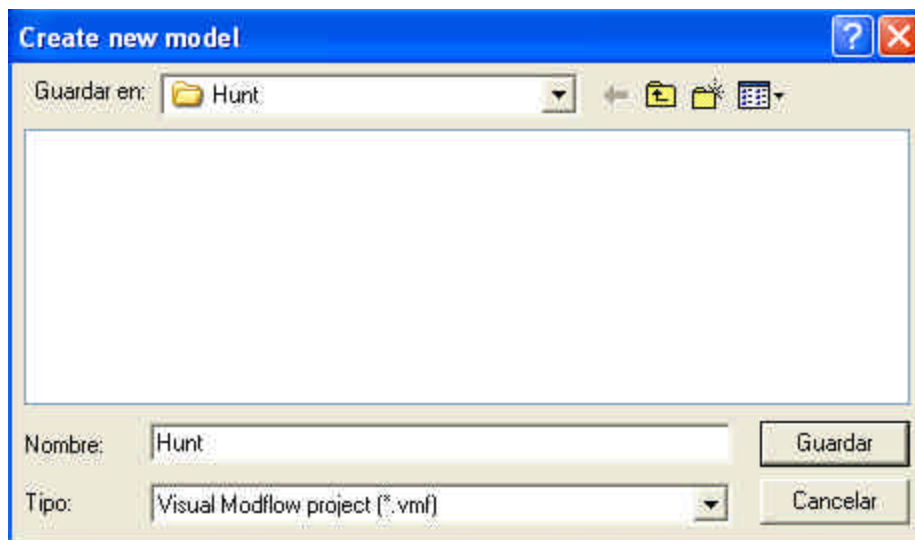 Create new model
Guardar en: Hunt
Nombre: Hunt
Guardar
Tipo: Visual Modflow project (*.vmf)
Cancelar